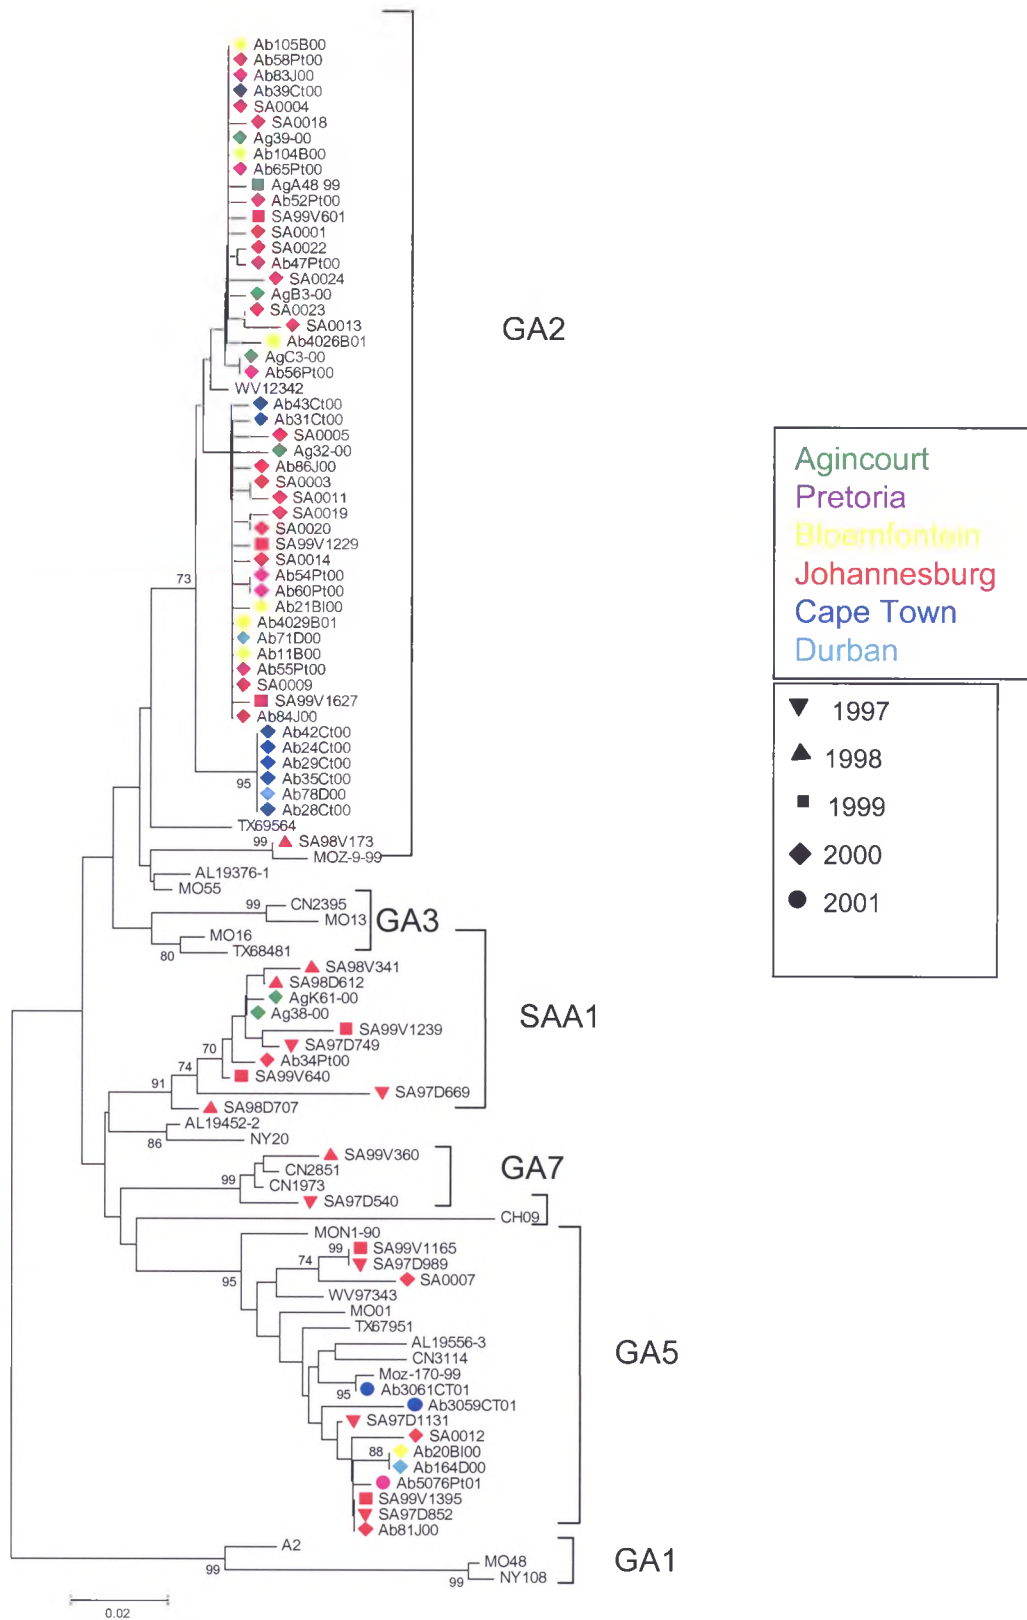 Ab105B00
Ab58Pt00
Ab83J00
Ab39Ct00
SA0004
SA0018
Ag39-00
Ab104B00
Ab65Pt00
AgA48 99
Ab52Pt00
SA99V601
SA0001
SA0022
Ab47Pt00
SA0024
AgB3-00
SA0023
SA0013
GA2
Ab4026B01
AgC3-00
Ab56Pt00
WV12342
Ab43Ct00
Ab31Ct00
SA0005
Ag32-00
Ab86J00
SA0003
SA0011
SA0019
SA0020
SA99V1229
SA0014
73
Ab54Pt00
Ab60Pt00
Ab21Bl00
Ab4029B01
Ab71D00
Ab11B00
Ab55Pt00
SA0009
SA99V1627
Ab84J00
Ab42Ct00
Ab24Ct00
Ab29Ct00
Ab35Ct00
95
Ab78D00
Ab28Ct00
TX69564
99
SA98V173
MOZ-9-99
AL19376-1
MO55
CN2395
99
MO13
GA3
MO16
80
TX68481
SA98V341
SA98D612
AgK61-00
Ag38-00
SAA1
SA99V1239
SA97D749
70
Ab34Pt00
74
SA99V640
91
SA97D669
SA98D707
AL19452-2
86
NY20
SA99V360
CN2851
GA7
99
CN1973
SA97D540
CH09
MON1-90
99
SA99V1165
74
SA97D989
95
SA0007
WV97343
MO01
TX67951
AL19556-3
GA5
CN3114
Moz-170-99
95
Ab3061CT01
Ab3059CT01
SA97D1131
SA0012
88
Ab20Bl00
Ab164D00
Ab5076Pt01
SA99V1395
SA97D852
Ab81J00
A2
99
MO48
GA1
99
NY108
0.02
Agincourt
Pretoria
Bloemfontein
Johannesburg
Cape Town
Durban
1997
1998
1999
2000
2001